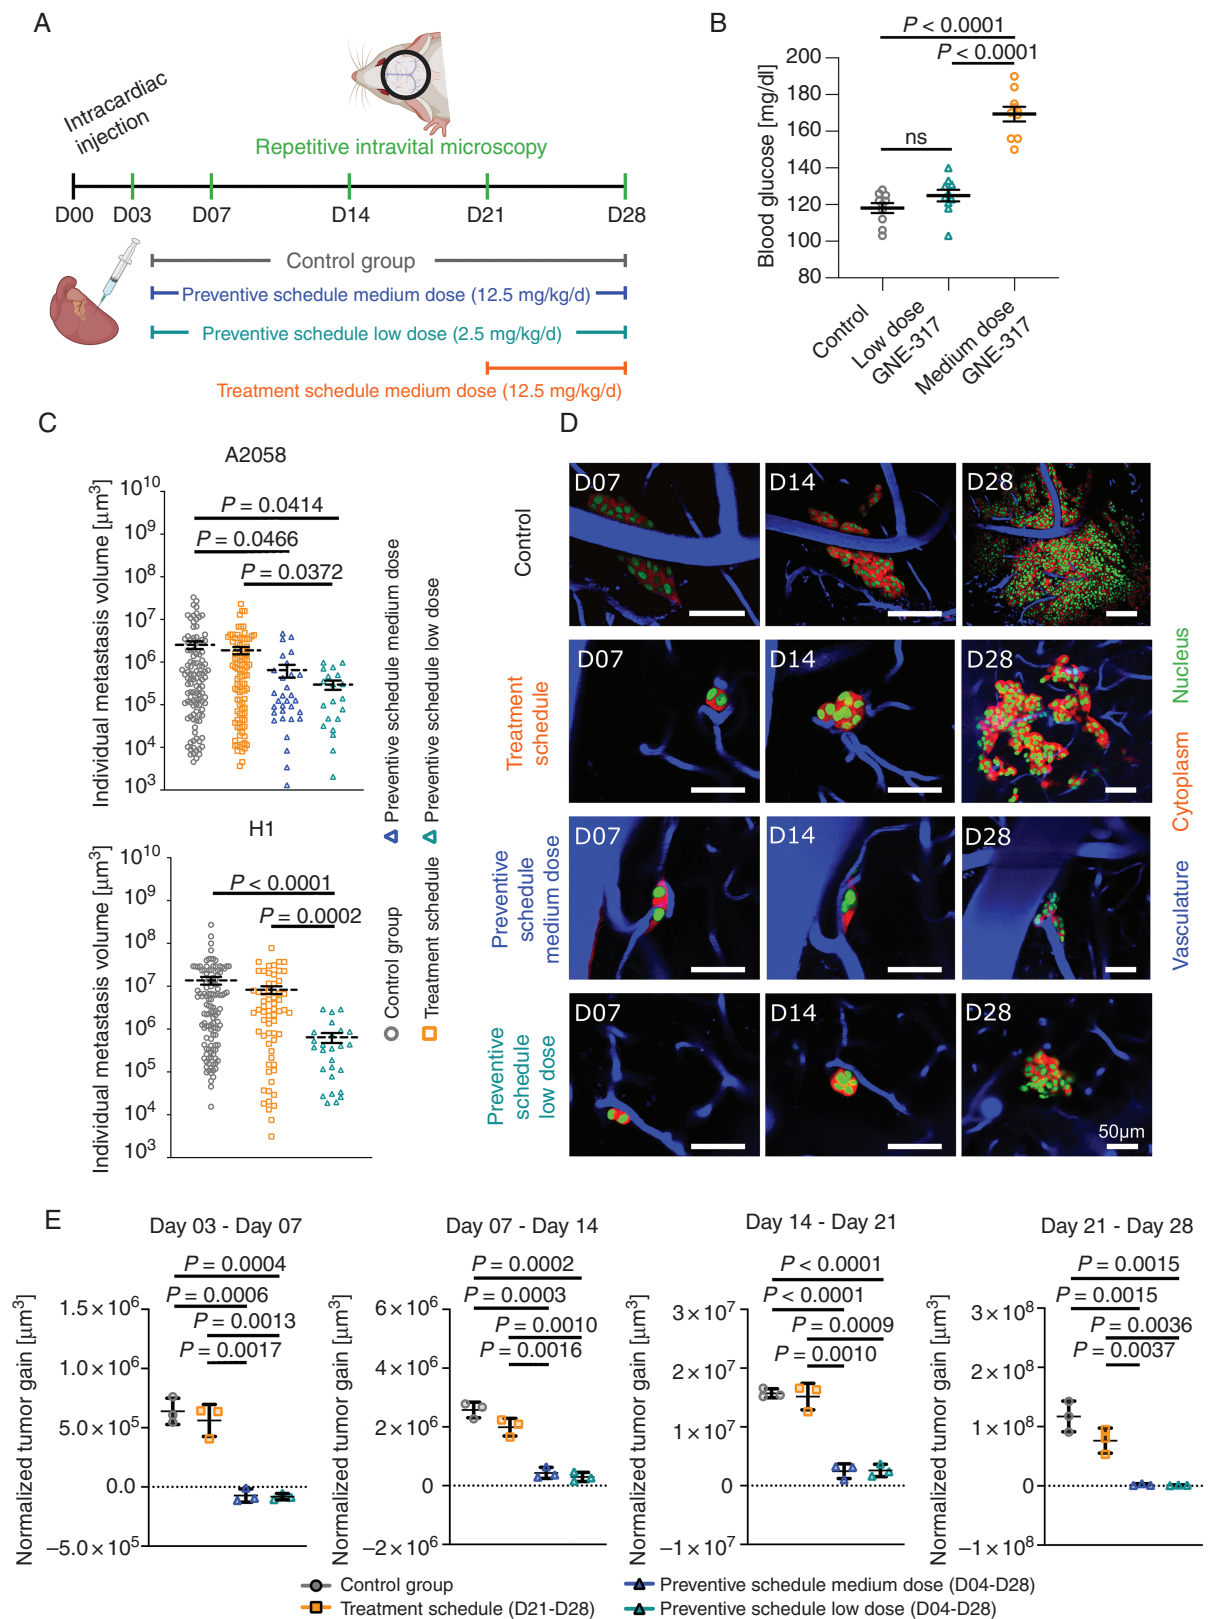 A
Intracardiac
injection
Repetitive intravital microscopy
D00 D03 D07 D14 D21 D28
Control group
Preventive schedule medium dose (12.5 mg/kg/d)
Preventive schedule low dose (2.5 mg/kg/d)
Treatment schedule medium dose (12.5 mg/kg/d)
B
P < 0.0001
P < 0.0001
ns
Blood glucose [mg/dl]
200
180
160
140
120
100
80
Control
Low dose
GNE-317
Medium dose
GNE-317
C
A2058
Individual metastasis volume [µm³]
10¹⁰
10⁹
10⁸
10⁷
10⁶
10⁵
10⁴
10³
P = 0.0414
P = 0.0466
P = 0.0372
H1
Individual metastasis volume [µm³]
10¹⁰
10⁹
10⁸
10⁷
10⁶
10⁵
10⁴
10³
P < 0.0001
P = 0.0002
Control group
Preventive schedule medium dose
Treatment schedule
Preventive schedule low dose
D
Control
D07 D14 D28
Treatment
schedule
D07 D14 D28
Preventive
schedule
medium dose
D07 D14 D28
Preventive
schedule
low dose
D07 D14 D28
50µm
Vasculature Cytoplasm Nucleus
E
Day 03 - Day 07
P = 0.0004
P = 0.0006
P = 0.0013
P = 0.0017
Normalized tumor gain [µm³]
1.5 × 10⁶
1.0 × 10⁶
5.0 × 10⁵
0.0
−5.0 × 10⁵
Day 07 - Day 14
P = 0.0002
P = 0.0003
P = 0.0010
P = 0.0016
Normalized tumor gain [µm³]
6 × 10⁶
4 × 10⁶
2 × 10⁶
0
−2 × 10⁶
Day 14 - Day 21
P < 0.0001
P < 0.0001
P = 0.0009
P = 0.0010
Normalized tumor gain [µm³]
3 × 10⁷
2 × 10⁷
1 × 10⁷
0
−1 × 10⁷
Day 21 - Day 28
P = 0.0015
P = 0.0015
P = 0.0036
P = 0.0037
Normalized tumor gain [µm³]
3 × 10⁸
2 × 10⁸
1 × 10⁸
0
−1 × 10⁸
Control group
Treatment schedule (D21-D28)
Preventive schedule medium dose (D04-D28)
Preventive schedule low dose (D04-D28)